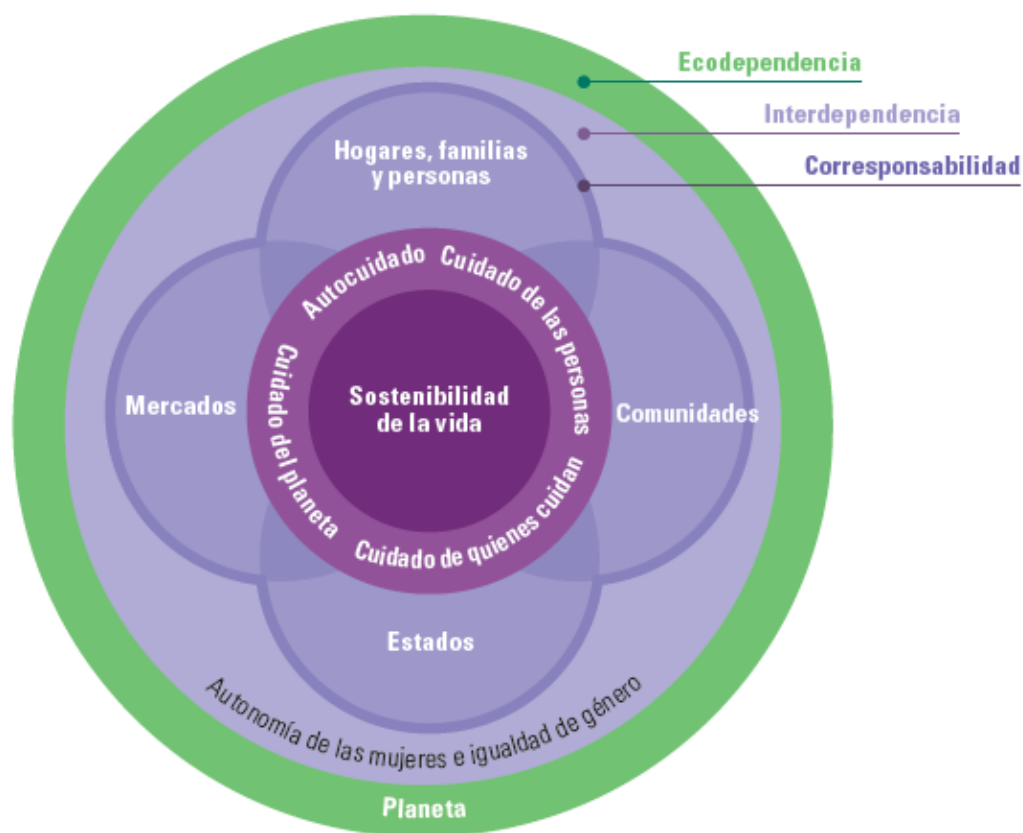 Ecodependencia
Interdependencia
Corresponsabilidad
Hogares, familias
y personas
Autocuidado
Cuidado de las personas
Cuidado del planeta
Cuidado de quienes cuidan
Sostenibilidad
de la vida
Mercados
Comunidades
Estados
Autonomía de las mujeres e igualdad de género
Planeta